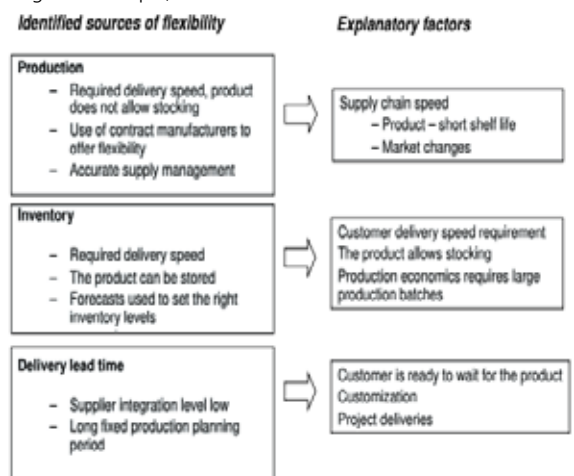 Identified sources of flexibility
Explanatory factors
Production
– Required delivery speed, product
does not allow stocking
– Use of contract manufacturers to
offer flexibility
– Accurate supply management
Supply chain speed
– Product – short shelf life
– Market changes
Inventory
– Required delivery speed
– The product can be stored
– Forecasts used to set the right
inventory levels
Customer delivery speed requirement
The product allows stocking
Production economics requires large
production batches
Delivery lead time
– Supplier integration level low
– Long fixed production planning
period
Customer is ready to wait for the product
Customization
Project deliveries